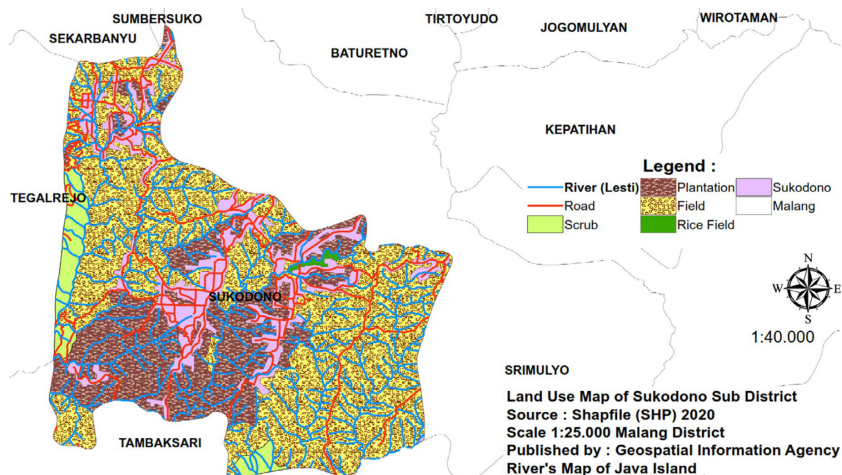 SUMBERSUKO
TIRTOYUDO
WIROTAMAN
SEKARBANYU
JOGOMULYAN
BATURETNO
KEPATIHAN
Legend :
River (Lesti)
Plantation
Sukodono
TEGALREJO
Road
Field
Malang
Scrub
Rice Field
N
W
E
S
SUKODONO
1:40.000
SRIMULYO
Land Use Map of Sukodono Sub District
Source : Shapfile (SHP) 2020
Scale 1:25.000 Malang District
TAMBAKSARI
Published by : Geospatial Information Agency
River's Map of Java Island